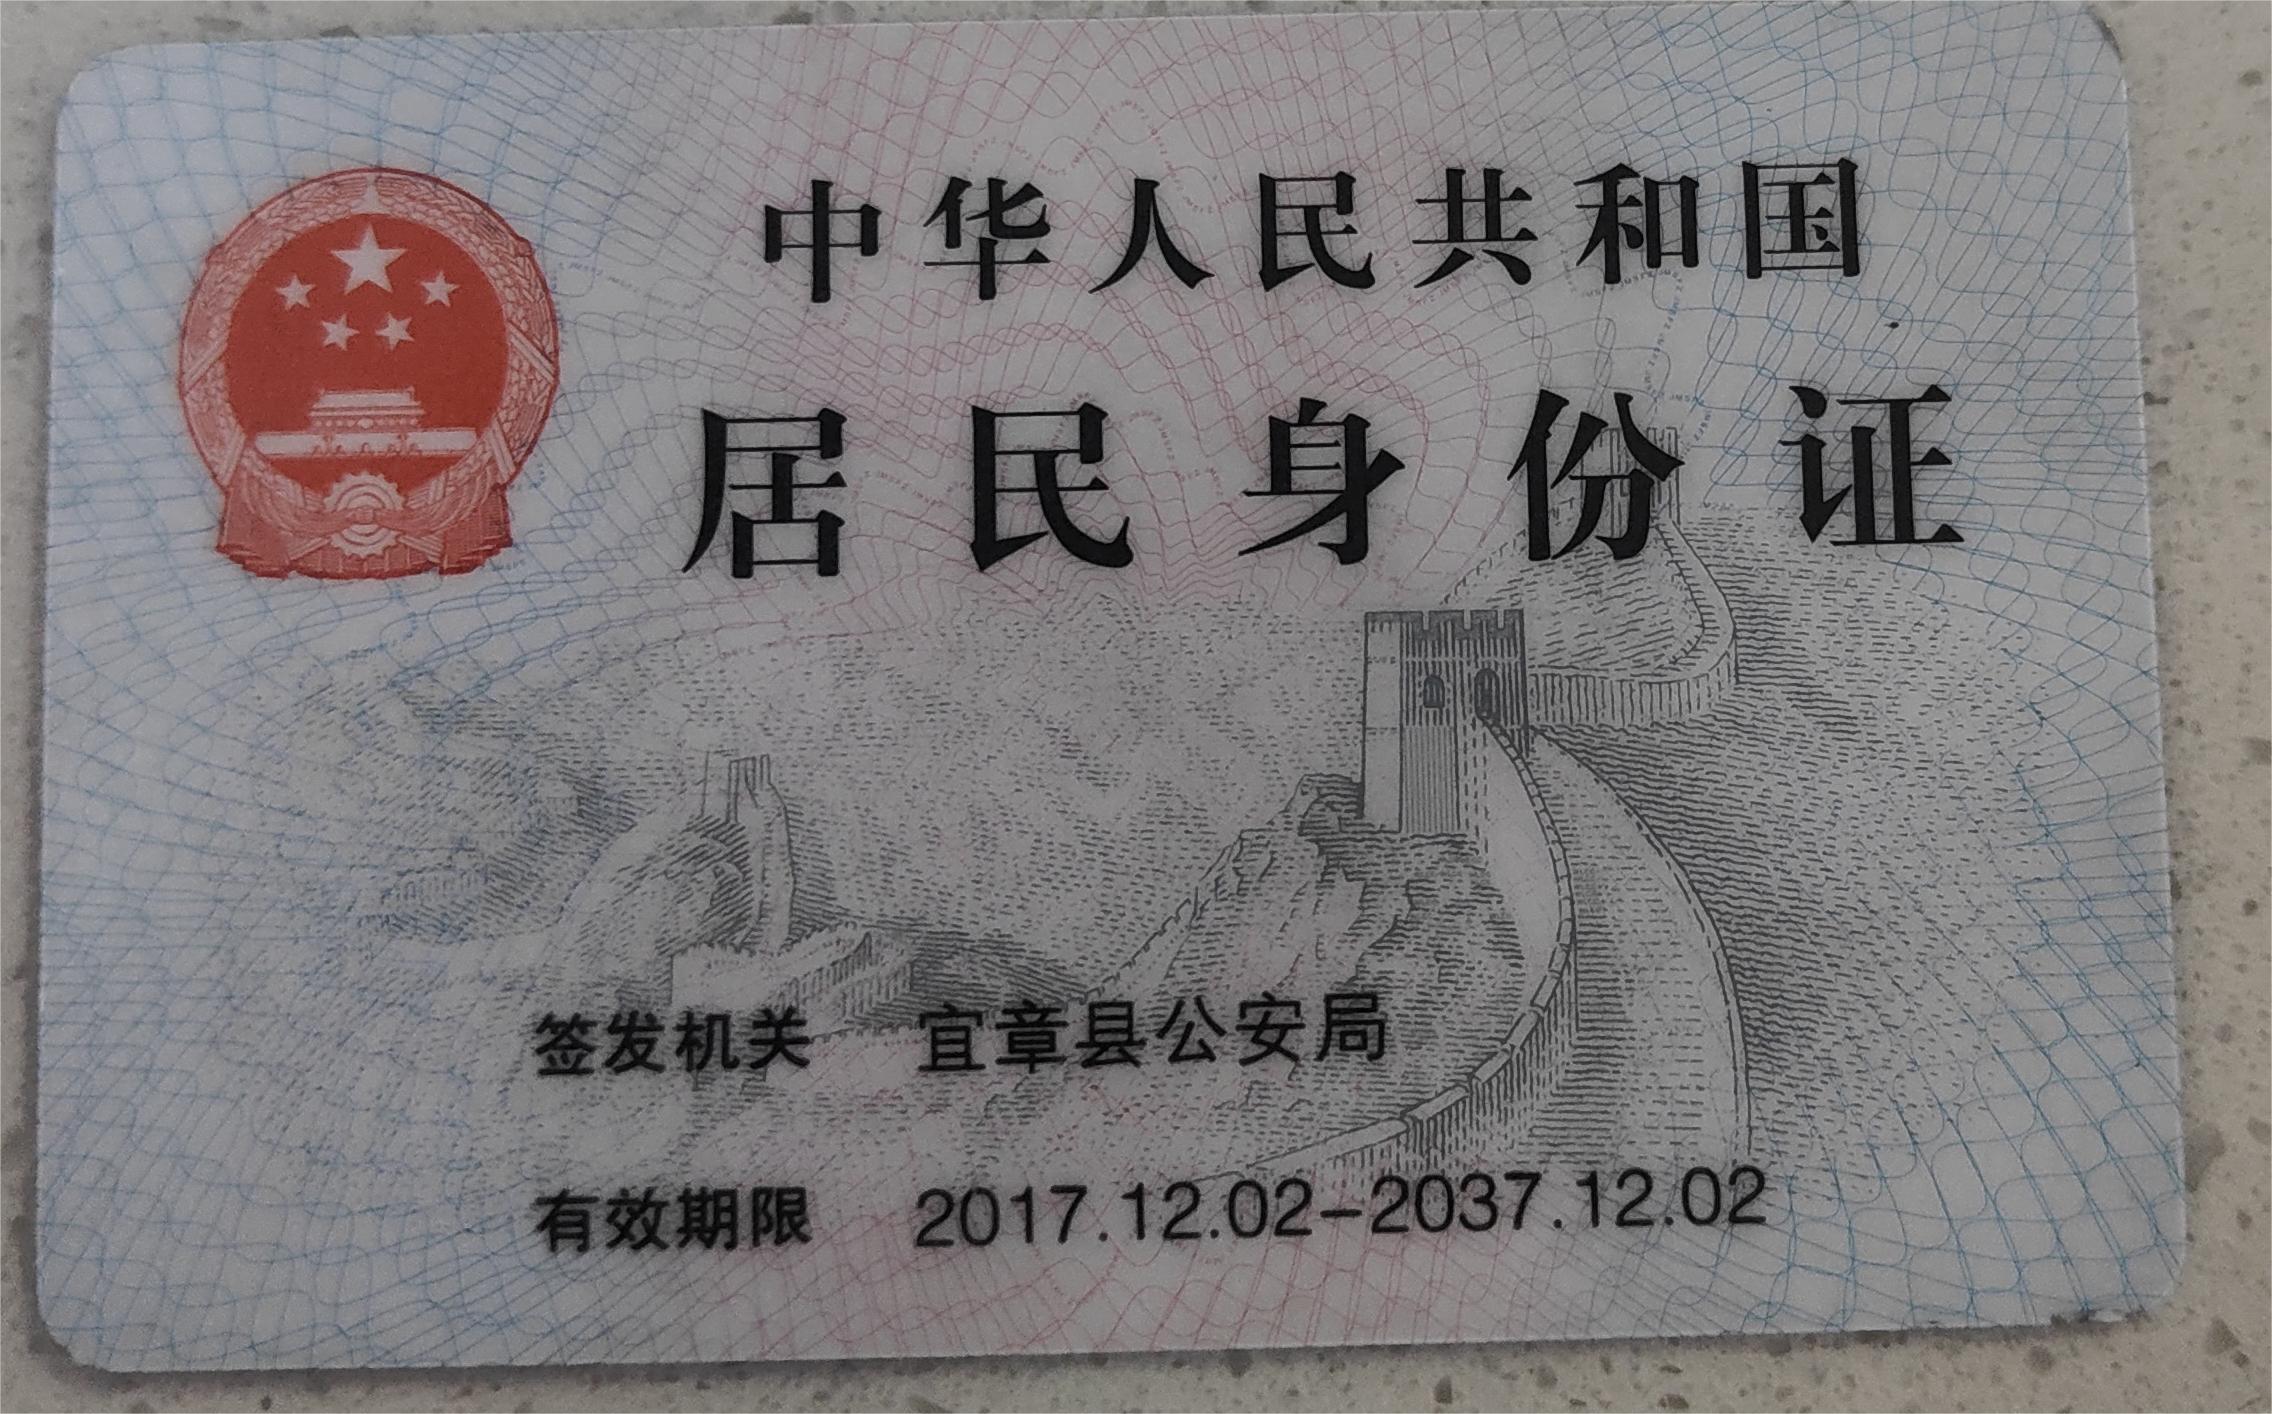 中华人民共和国
居民身份证
签发机关 宜章县公安局
有效期限 2017.12.02-2037.12.02